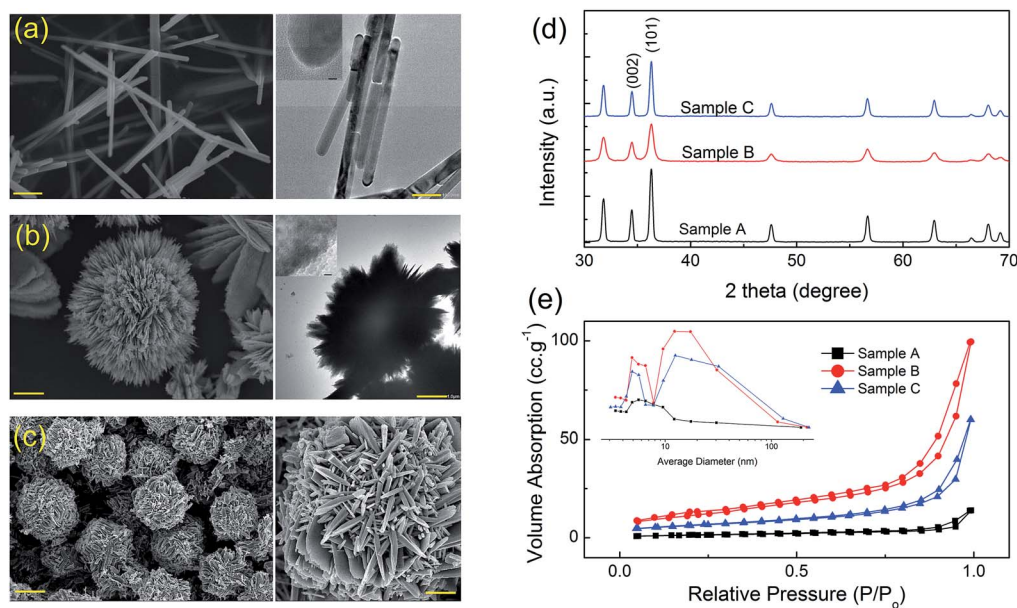 (a)
(b)
1.0μm
(c)
(d)
(002)
(101)
Sample C
Sample B
Sample A
Intensity (a.u.)
30 40 50 60 70
2 theta (degree)
(e)
Volume Absorption (cc.g⁻¹)
100
50
0
Sample A
Sample B
Sample C
10 100
Average Diameter (nm)
0.0 0.5 1.0
Relative Pressure (P/Pₒ)